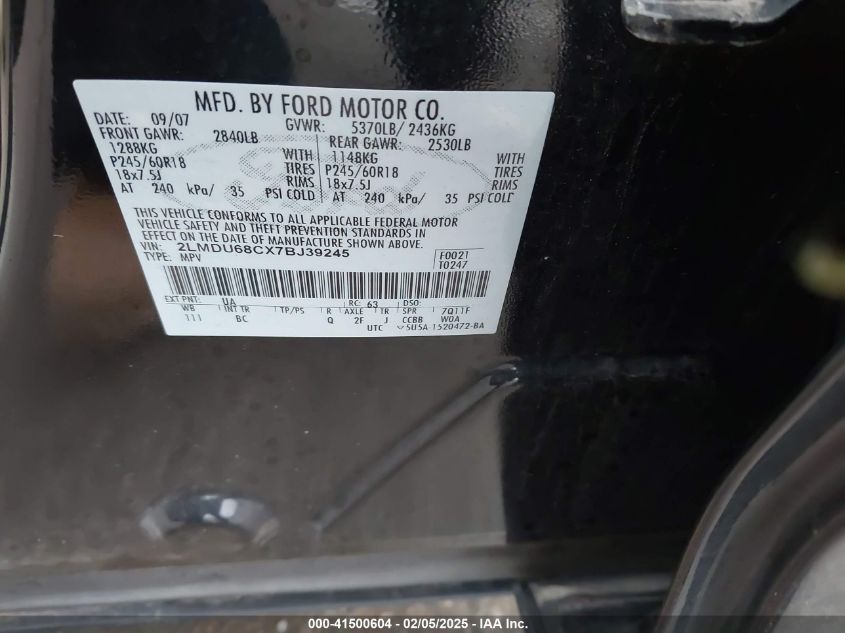 MFD. BY FORD MOTOR CO.
DATE: 09/07 GVWR: 5370LB/ 2436KG
FRONT GAWR: 2840LB REAR GAWR: 2530LB
1288KG WITH 1148KG WITH
P245/60R18 TIRES P245/60R18 TIRES
18x7.5J RIMS 18x7.5J RIMS
AT 240 kPa/ 35 PSI COLD AT 240 kPa/ 35 PSI COLD
THIS VEHICLE CONFORMS TO ALL APPLICABLE FEDERAL MOTOR
VEHICLE SAFETY AND THEFT PREVENTION STANDARDS IN
EFFECT ON THE DATE OF MANUFACTURE SHOWN ABOVE.
VIN: 2LMDU68CX7BJ39245 F0021
TYPE: MPV T0247
EXT PNT: UA RC: 63 DSO:
WB INT TR TP/PS R AXLE TR SPR 7Q11F
111 BC Q 2F J CCBB W0A
UTC 5U5A-1520472-BA
000-41500604 — 02/05/2025 — IAA Inc.